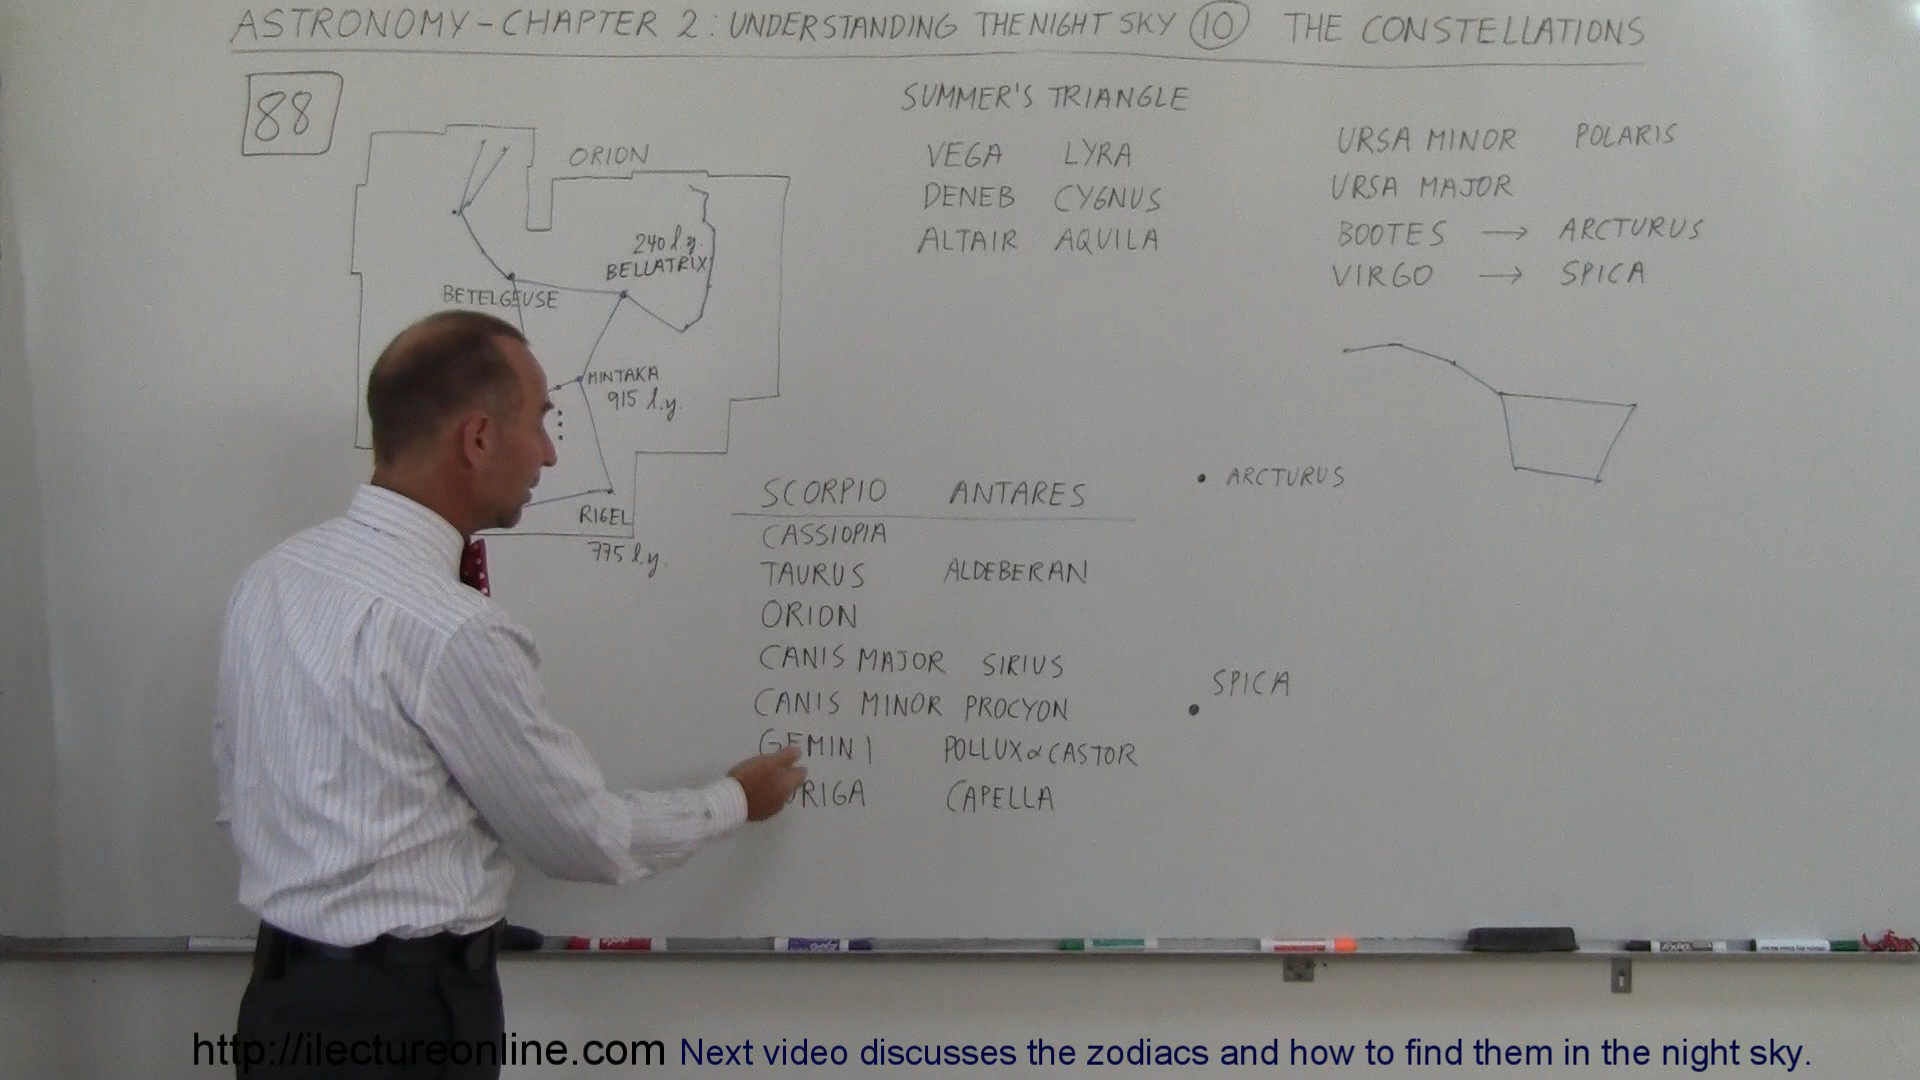 ASTRONOMY - CHAPTER 2 : UNDERSTANDING THE NIGHT SKY 10 THE CONSTELLATIONS
88
ORION
240 l.y.
BELLATRIX
BETELGEUSE
MINTAKA
915 l.y.
RIGEL
775 l.y.
SUMMER'S TRIANGLE
VEGA LYRA
DENEB CYGNUS
ALTAIR AQUILA
URSA MINOR POLARIS
URSA MAJOR
BOOTES → ARCTURUS
VIRGO → SPICA
SCORPIO ANTARES
CASSIOPIA
TAURUS ALDEBERAN
ORION
CANIS MAJOR SIRIUS
CANIS MINOR PROCYON
GEMINI POLLUX & CASTOR
URIGA CAPELLA
ARCTURUS
SPICA
http://ilectureonline.com Next video discusses the zodiacs and how to find them in the night sky.